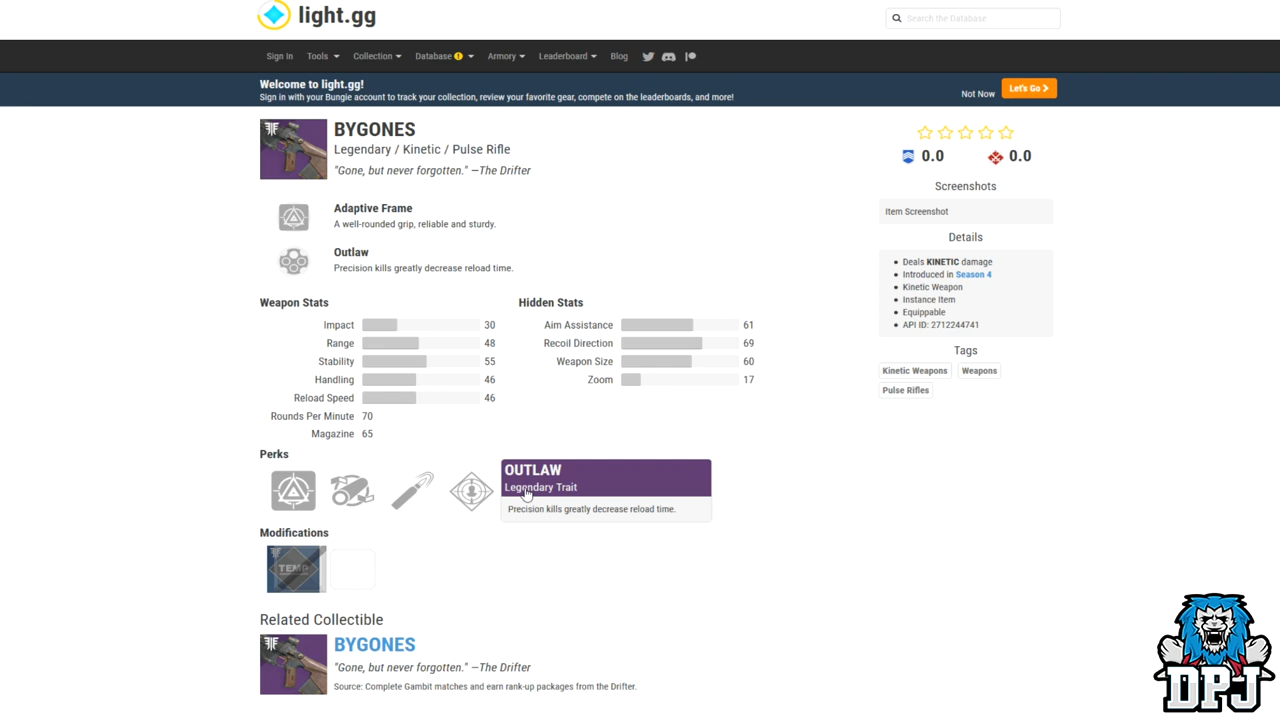 light.gg
Search the Database
Sign In Tools Collection Database Armory Leaderboard Blog
Welcome to light.gg!
Sign in with your Bungie account to track your collection, review your favorite gear, compete on the leaderboards, and more!
Not Now Let's Go
BYGONES
Legendary / Kinetic / Pulse Rifle
"Gone, but never forgotten." —The Drifter
Adaptive Frame
A well-rounded grip, reliable and sturdy.
Outlaw
Precision kills greatly decrease reload time.
Weapon Stats
Impact 30
Range 48
Stability 55
Handling 46
Reload Speed 46
Rounds Per Minute 70
Magazine 65
Hidden Stats
Aim Assistance 61
Recoil Direction 69
Weapon Size 60
Zoom 17
Perks
OUTLAW
Legendary Trait
Precision kills greatly decrease reload time.
Modifications
TEMP
Related Collectible
BYGONES
"Gone, but never forgotten." —The Drifter
Source: Complete Gambit matches and earn rank-up packages from the Drifter.
0.0 0.0
Screenshots
Item Screenshot
Details
Deals KINETIC damage
Introduced in Season 4
Kinetic Weapon
Instance Item
Equippable
API ID: 2712244741
Tags
Kinetic Weapons Weapons
Pulse Rifles
DPJ